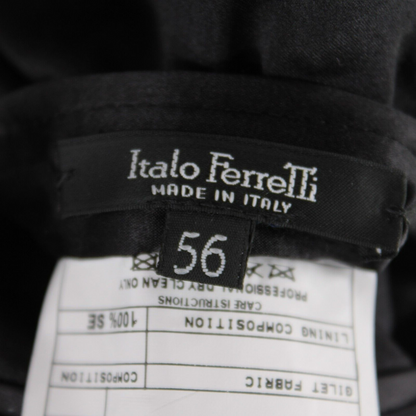 Italo Ferretti
MADE IN ITALY
56
PROFESSIONAL DRY CLEAN ONLY
CARE ISTRUCTIONS
LINING COMPOSITION 100% SE
GILET FABRIC COMPOSITION